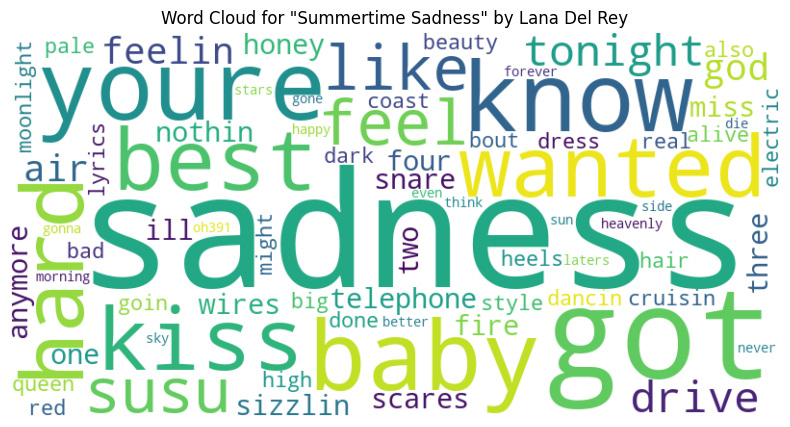 Word Cloud for "Summertime Sadness" by Lana Del Rey
moonlight pale feelin honey beauty tonight also god
youre like know forever stars gone
nothin happy feel coast miss die alive electric
lyrics best dark four bout dress real wanted
air snare even think side
hard sadness
anymore ill oh391 might two sun heavenly three
bad gonna morning heels laters hair
goin wires big telephone style dancin cruisin
kiss done better baby fire got never
one sky
queen susu high scares drive
red sizzlin